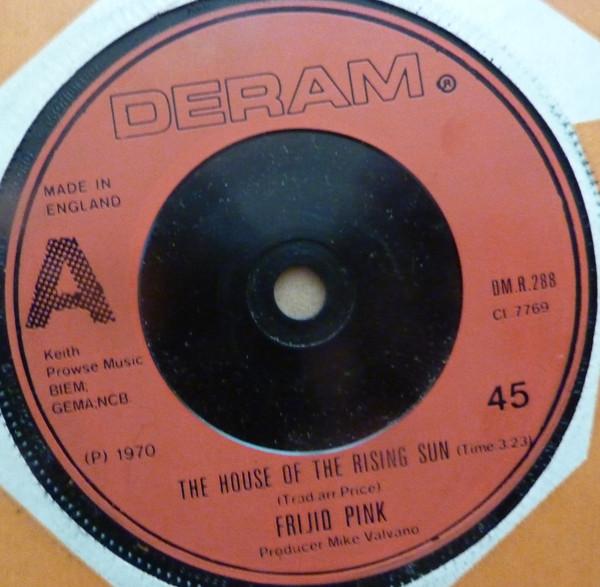 DERAM ®
MADE IN
ENGLAND
A
DM.R.288
CI.7769
Keith
Prowse Music
BIEM;
GEMA;NCB
45
(P) 1970
THE HOUSE OF THE RISING SUN (Time.3:23)
(Trad.arr Price)
FRIJID PINK
Producer Mike Valvano